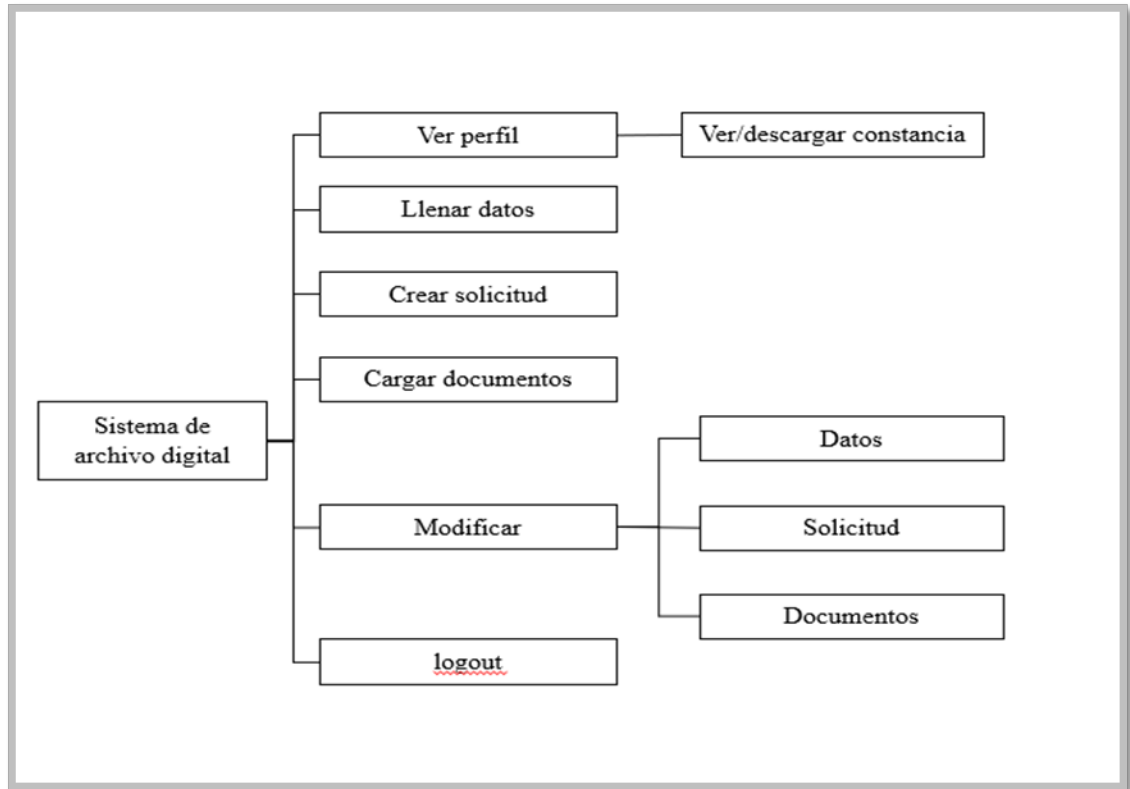 Ver perfil
Ver/descargar constancia
Llenar datos
Crear solicitud
Cargar documentos
Sistema de
archivo digital
Datos
Modificar
Solicitud
Documentos
logout